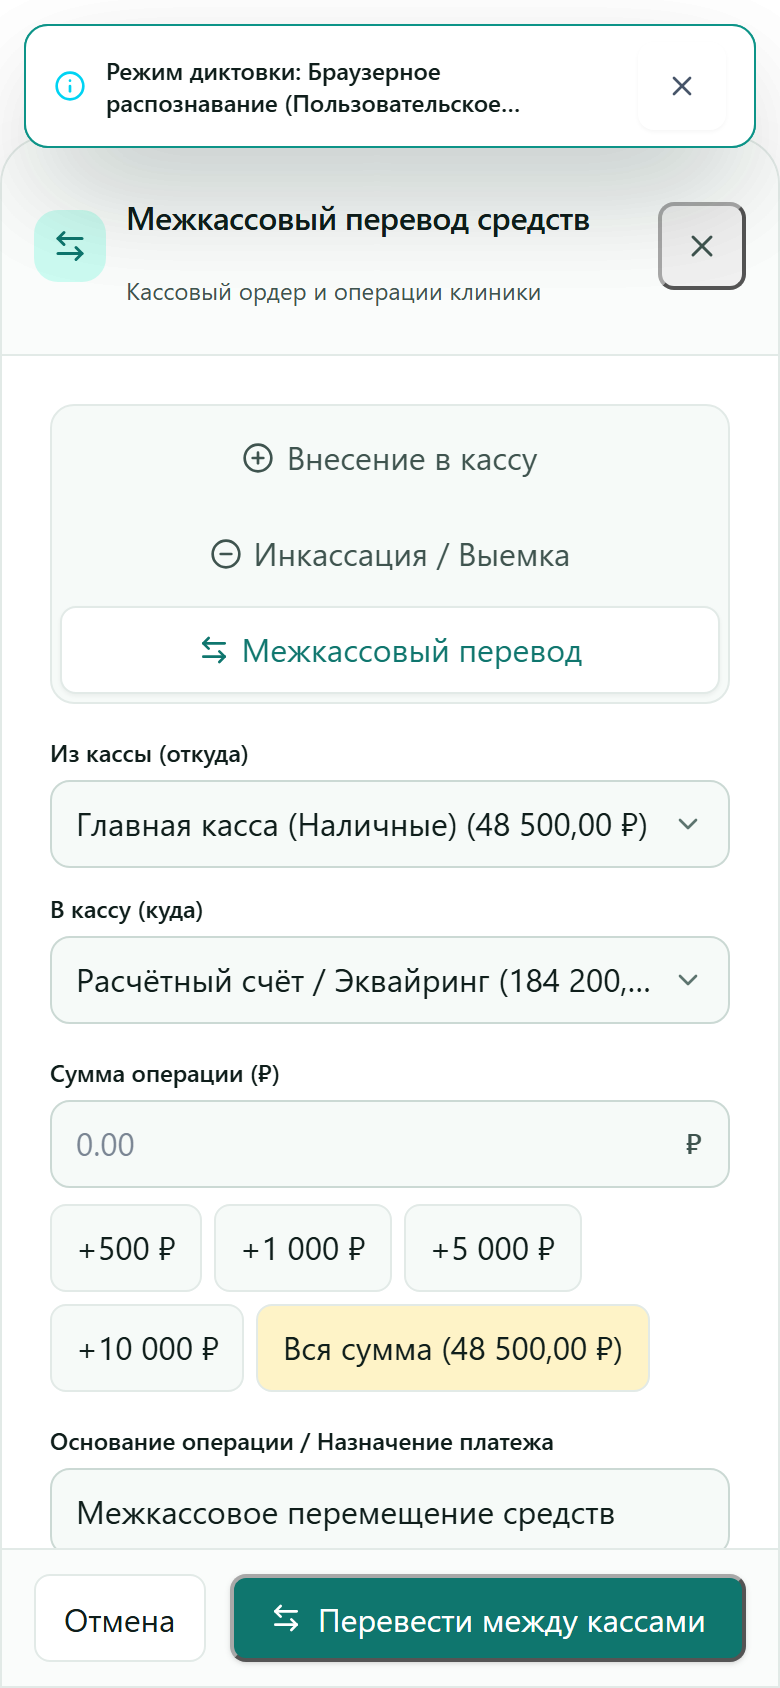 Режим диктовки: Браузерное
распознавание (Пользовательское...
Межкассовый перевод средств
Кассовый ордер и операции клиники
Внесение в кассу
Инкассация / Выемка
Межкассовый перевод
Из кассы (откуда)
Главная касса (Наличные) (48 500,00 ₽)
В кассу (куда)
Расчётный счёт / Эквайринг (184 200,...
Сумма операции (₽)
0.00 ₽
+500 ₽ +1 000 ₽ +5 000 ₽
+10 000 ₽ Вся сумма (48 500,00 ₽)
Основание операции / Назначение платежа
Межкассовое перемещение средств
Отмена Перевести между кассами